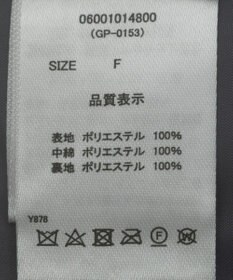 06001014800
(GP-0153)
SIZE F
品質表示
表地 ポリエステル 100%
中綿 ポリエステル 100%
裏地 ポリエステル 100%
Y878
F
W